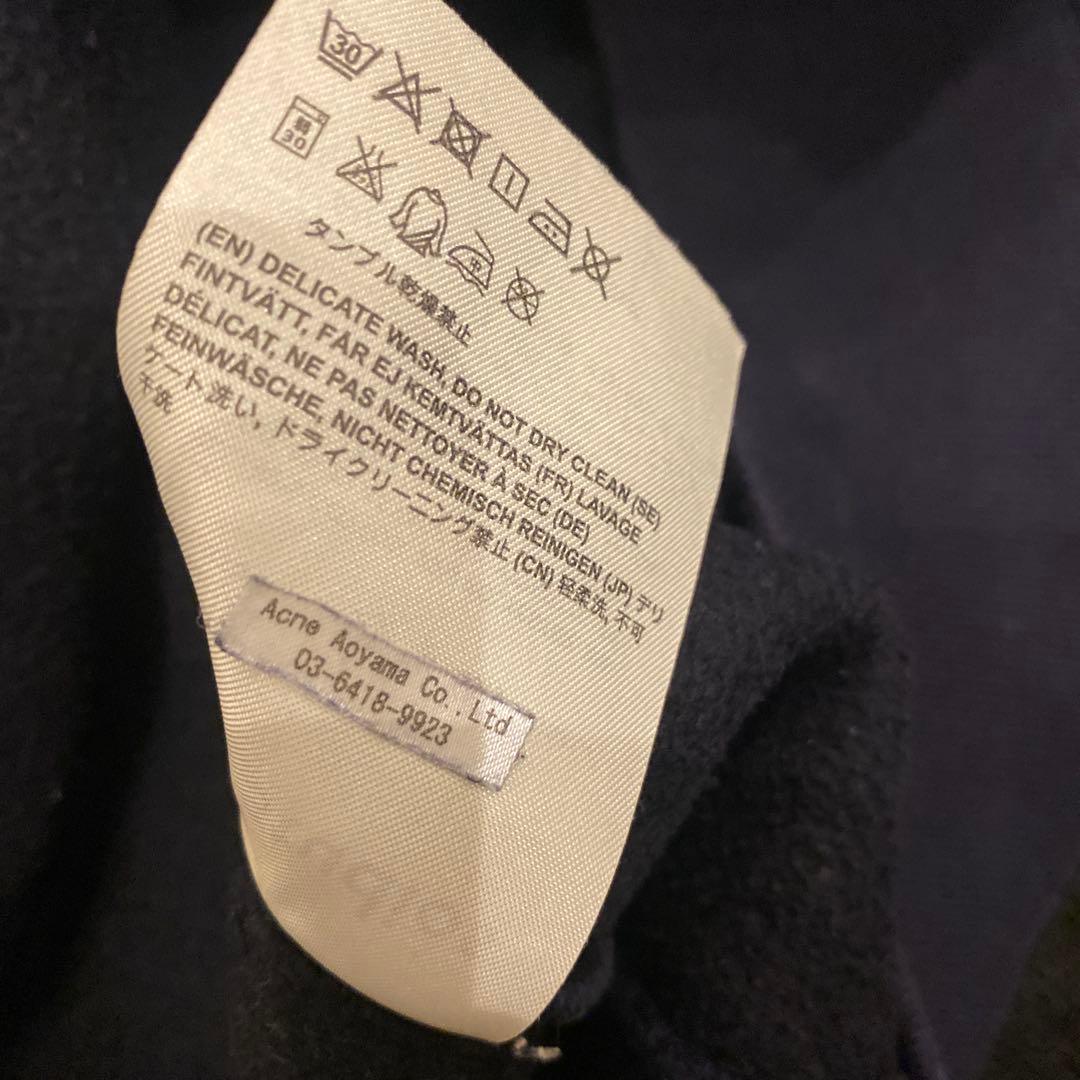 30
弱
30
タンブル乾燥禁止
(EN) DELICATE WASH, DO NOT DRY CLEAN (SE)
FINTVÄTT, FÅR EJ KEMTVÄTTAS (FR) LAVAGE
DÉLICAT, NE PAS NETTOYER À SEC (DE)
FEINWÄSCHE, NICHT CHEMISCH REINIGEN (JP) デリ
ケート洗い, ドライクリーニング禁止 (CN) 轻柔洗, 不可
干洗
Acne Aoyama Co.,Ltd
03-6418-9923